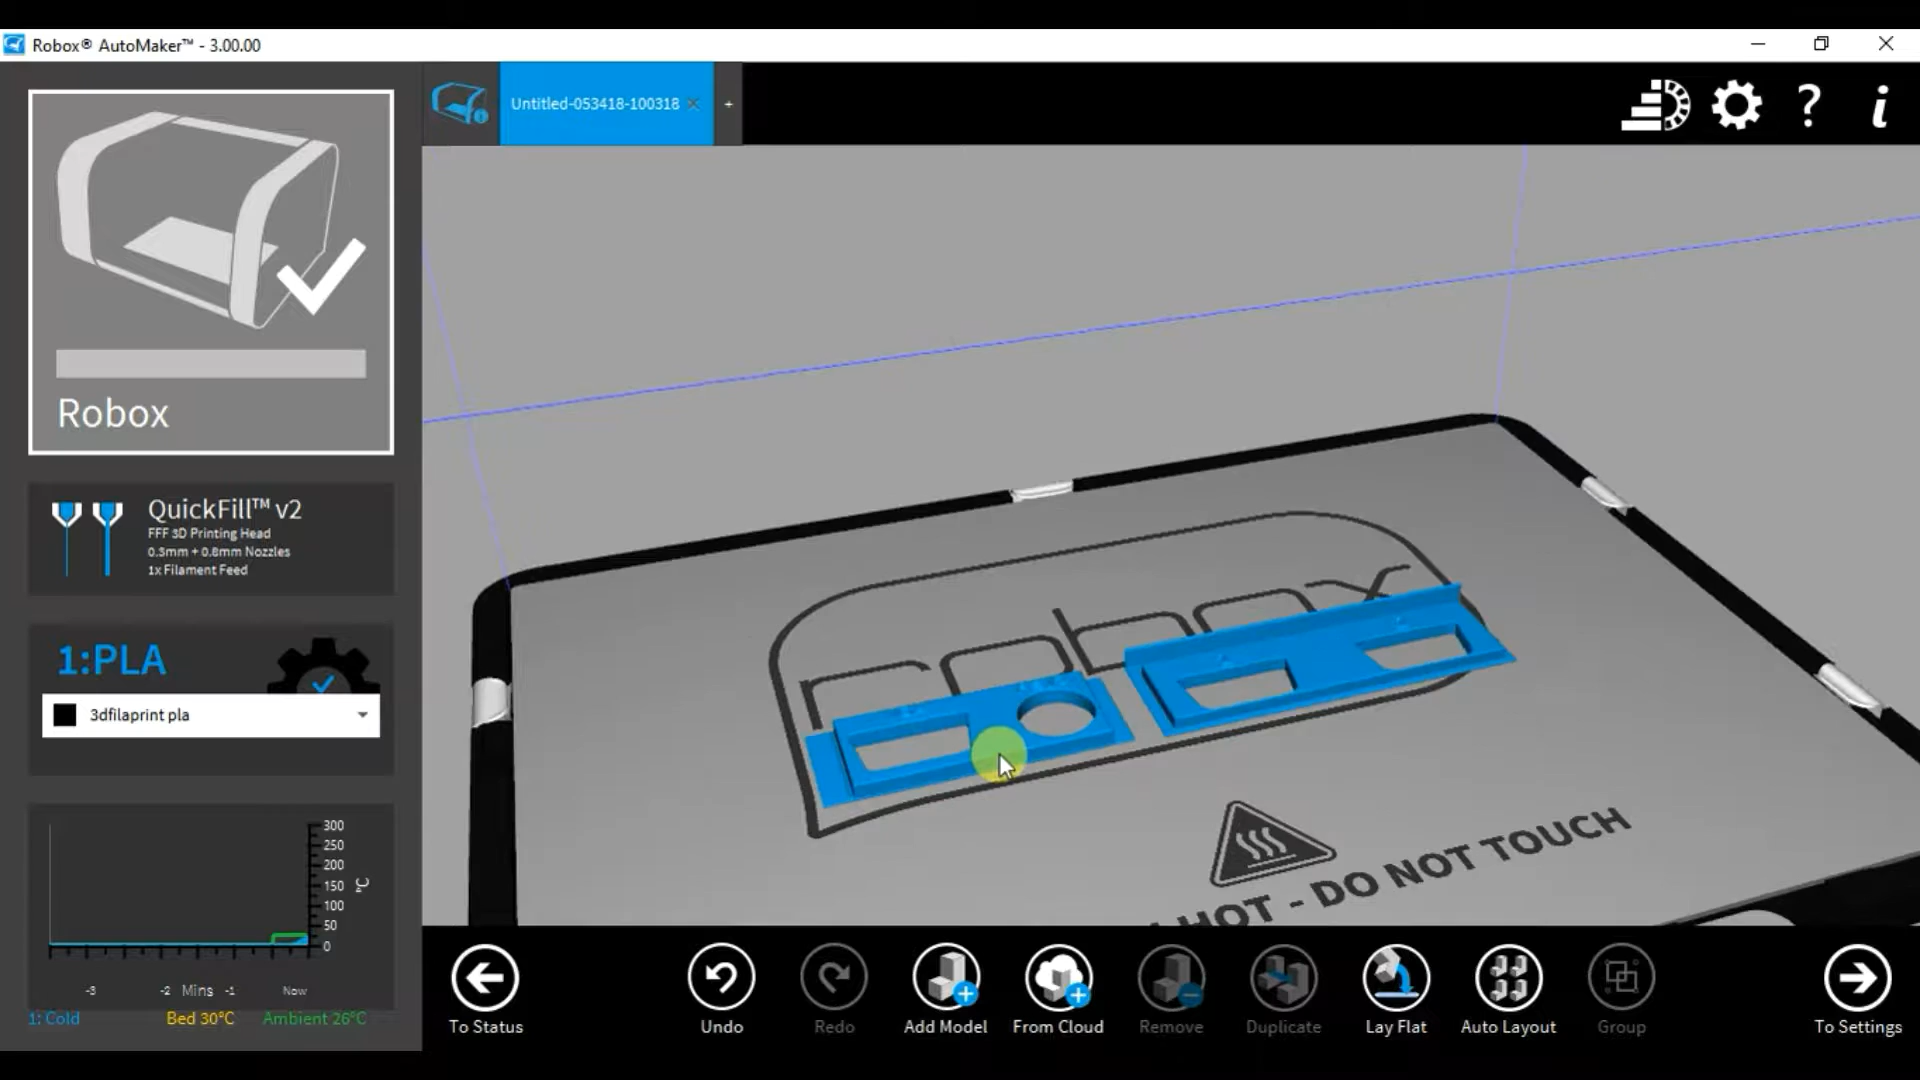 Robox® AutoMaker™ - 3.00.00
Untitled-053418-100318
+
? i
Robox
QuickFill™ v2
FFF 3D Printing Head
0.3mm + 0.8mm Nozzles
1x Filament Feed
1:PLA
3dfilaprint pla
300
250
200
150
100
50
0
°C
-3 -2 Mins -1 Now
1: Cold Bed 30°C Ambient 26°C
robox
HOT - DO NOT TOUCH
To Status
Undo
Redo
Add Model
From Cloud
Remove
Duplicate
Lay Flat
Auto Layout
Group
To Settings